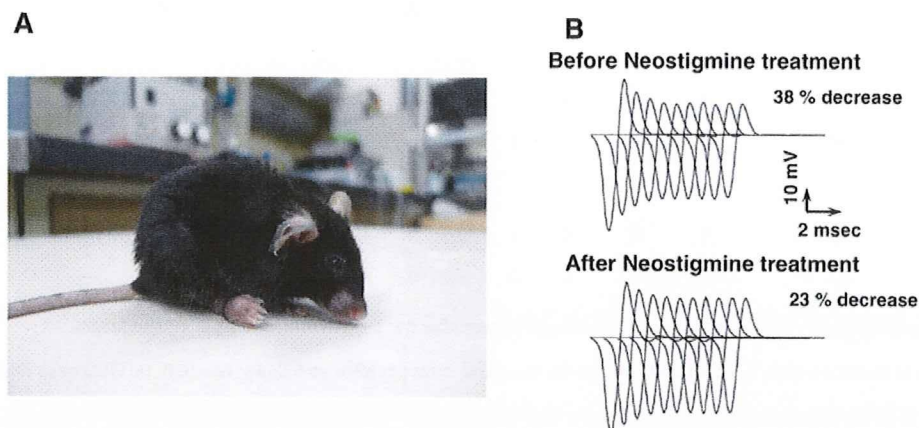 A
B
Before Neostigmine treatment
38 % decrease
10 mV
2 msec
After Neostigmine treatment
23 % decrease